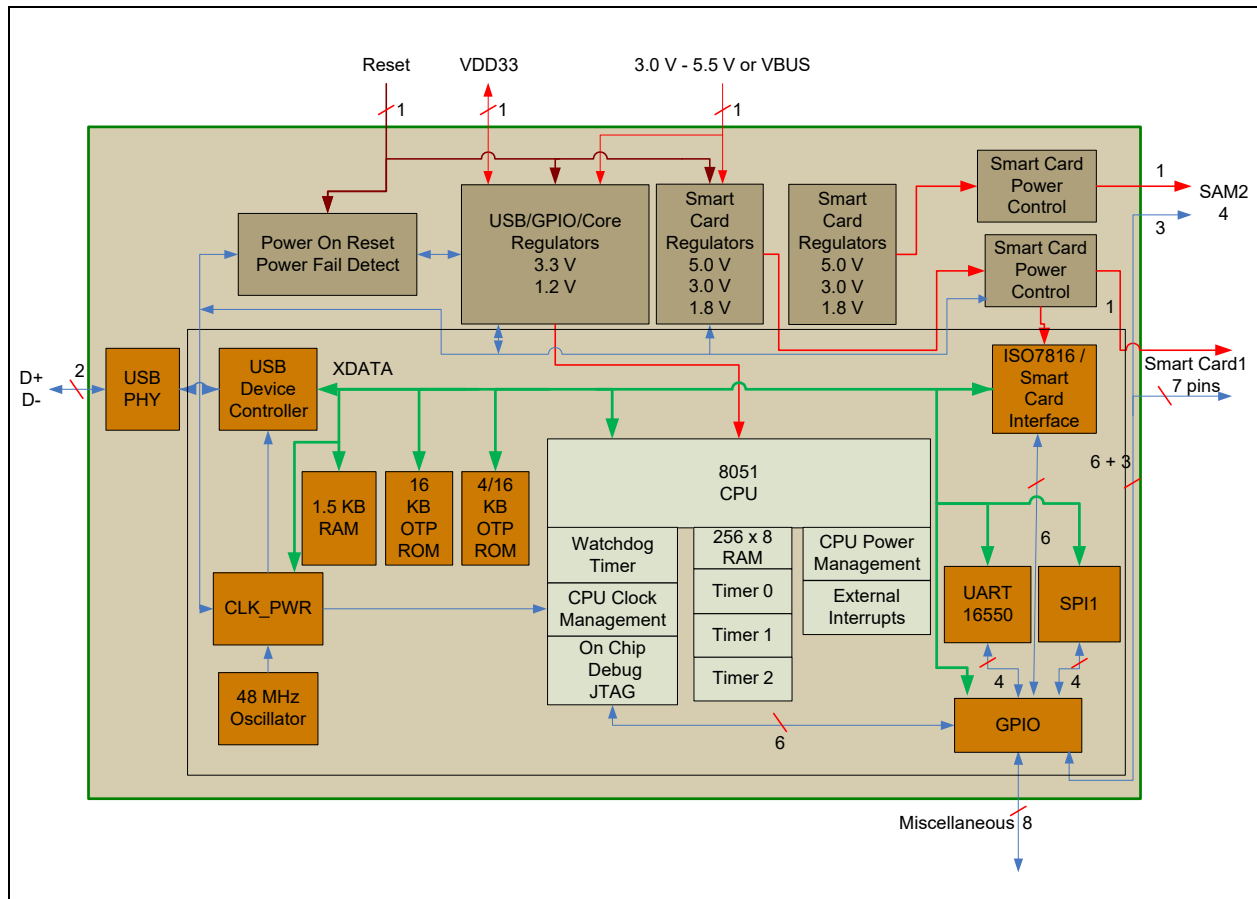 Reset
VDD33
3.0 V - 5.5 V or VBUS
1
1
1
Power On Reset
Power Fail Detect
USB/GPIO/Core
Regulators
3.3 V
1.2 V
Smart
Card
Regulators
5.0 V
3.0 V
1.8 V
Smart
Card
Regulators
5.0 V
3.0 V
1.8 V
Smart Card
Power
Control
1
SAM2
4
3
Smart Card
Power
Control
1
D+
D-
2
USB
PHY
USB
Device
Controller
XDATA
ISO7816 /
Smart
Card
Interface
Smart Card1
7 pins
6 + 3
1.5 KB
RAM
16
KB
OTP
ROM
4/16
KB
OTP
ROM
8051
CPU
Watchdog
Timer
CPU Clock
Management
On Chip
Debug
JTAG
256 x 8
RAM
Timer 0
Timer 1
Timer 2
CPU Power
Management
External
Interrupts
6
UART
16550
SPI1
CLK_PWR
48 MHz
Oscillator
4
4
6
GPIO
Miscellaneous
8